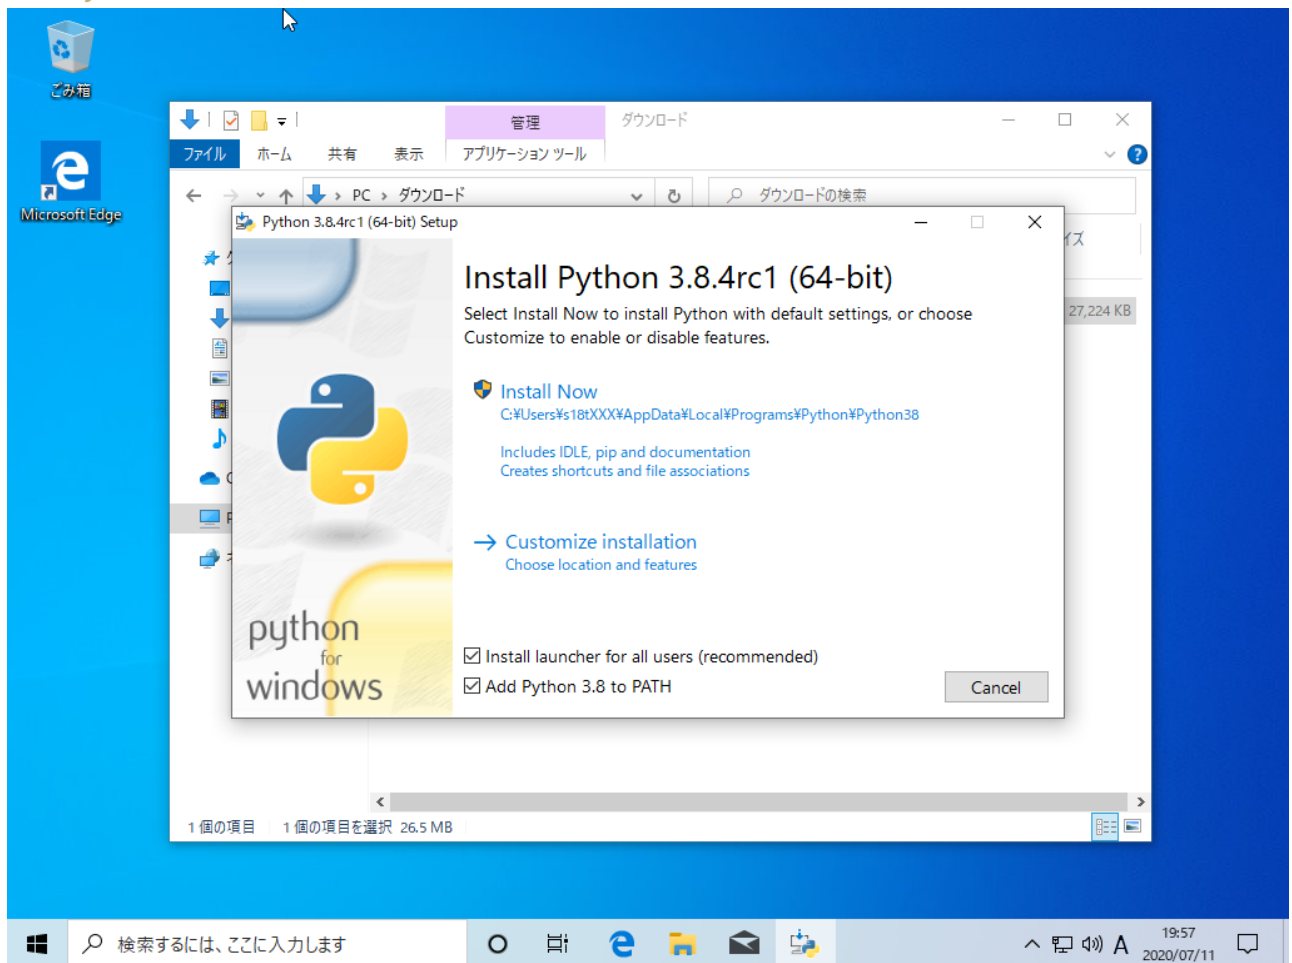 ごみ箱
Microsoft Edge
管理
ダウンロード
ファイル
ホーム
共有
表示
アプリケーション ツール
PC
ダウンロード
ダウンロードの検索
Python 3.8.4rc1 (64-bit) Setup
イズ
27,224 KB
Install Python 3.8.4rc1 (64-bit)
Select Install Now to install Python with default settings, or choose
Customize to enable or disable features.
Install Now
C:¥Users¥s18tXXX¥AppData¥Local¥Programs¥Python¥Python38
Includes IDLE, pip and documentation
Creates shortcuts and file associations
Customize installation
Choose location and features
python
for
windows
Install launcher for all users (recommended)
Add Python 3.8 to PATH
Cancel
1 個の項目
1 個の項目を選択 26.5 MB
検索するには、ここに入力します
A
19:57
2020/07/11